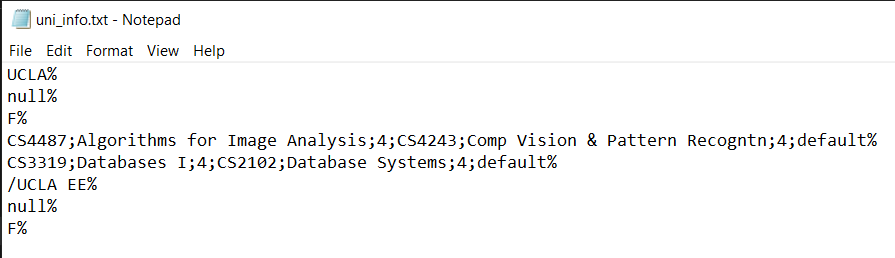 uni_info.txt - Notepad
File Edit Format View Help
UCLA%
null%
F%
CS4487;Algorithms for Image Analysis;4;CS4243;Comp Vision & Pattern Recogntn;4;default%
CS3319;Databases I;4;CS2102;Database Systems;4;default%
/UCLA EE%
null%
F%